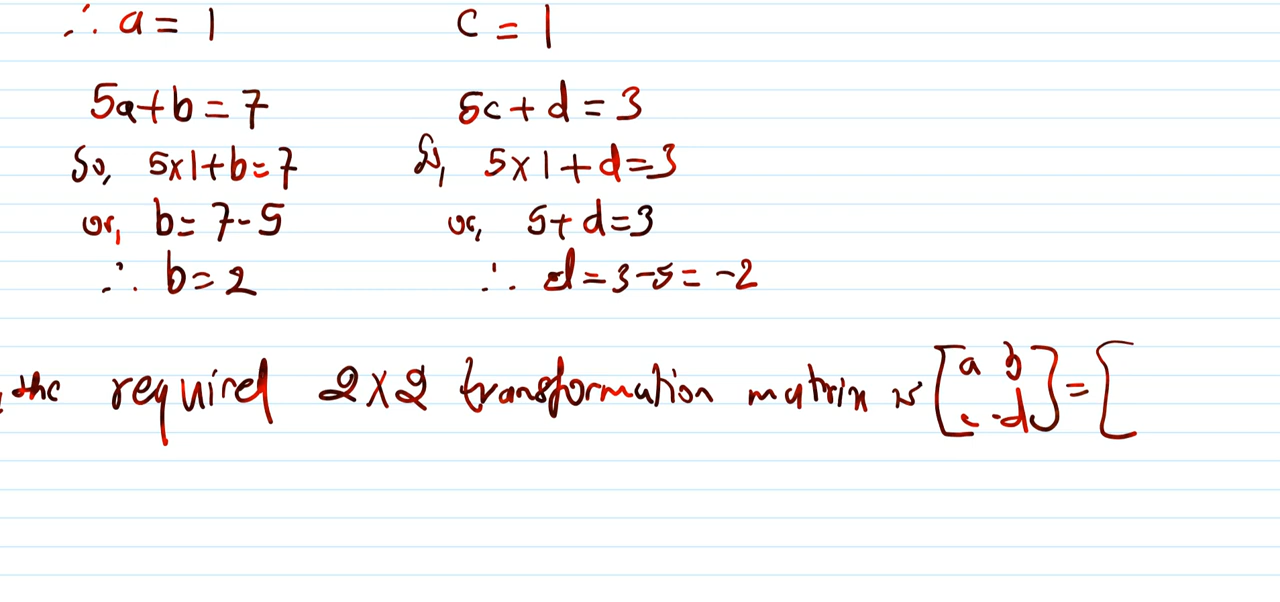 ∴ a = 1    c = 1
5a+b = 7    5c + d = 3
So, 5×1+b=7    So, 5×1+d=3
or, b= 7-5    or, 5+d=3
∴ b=2    ∴ d=3-5=-2
the required 2×2 transformation matrix is [a b
c d] = [